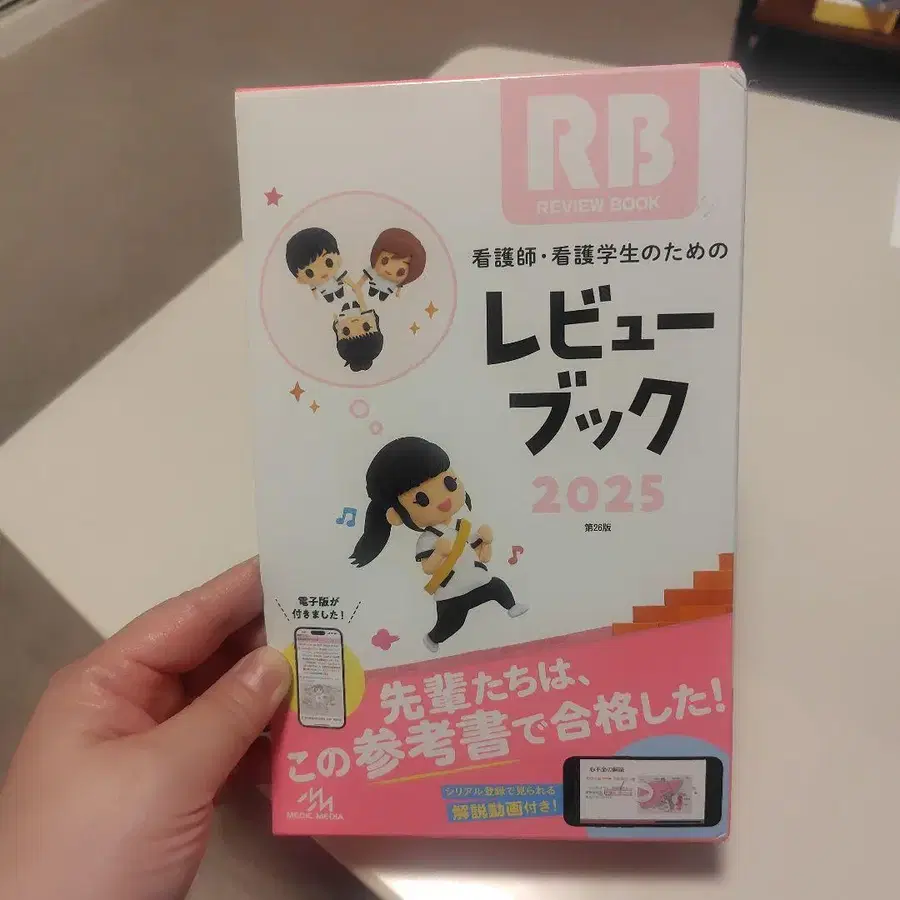 RB
REVIEW BOOK
看護師・看護学生のための
レビュー
ブック
2025
第26版
電子版が
付きました!
先輩たちは、
この参考書で合格した!
シリアル登録で見られる
解説動画付き!
MEDIC MEDIA